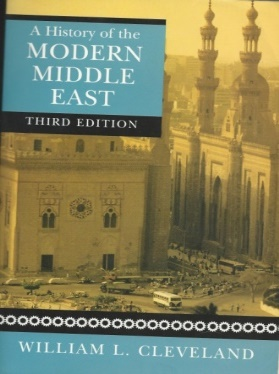 A History of the
MODERN
MIDDLE
EAST
THIRD EDITION
WILLIAM L. CLEVELAND